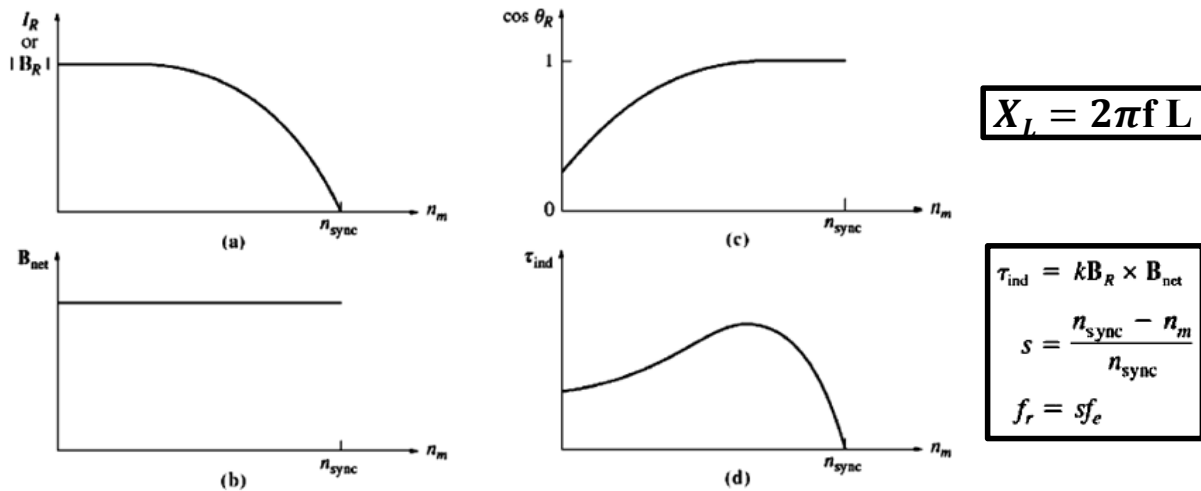 I_R
or
|B_R|
n_sync
n_m
(a)
cos θ_R
1
0
n_sync
n_m
(c)
X_L = 2πf L
B_net
n_sync
n_m
(b)
τ_ind
n_sync
n_m
(d)
τ_ind = kB_R × B_net
s = (n_sync − n_m) / n_sync
f_r = sf_e